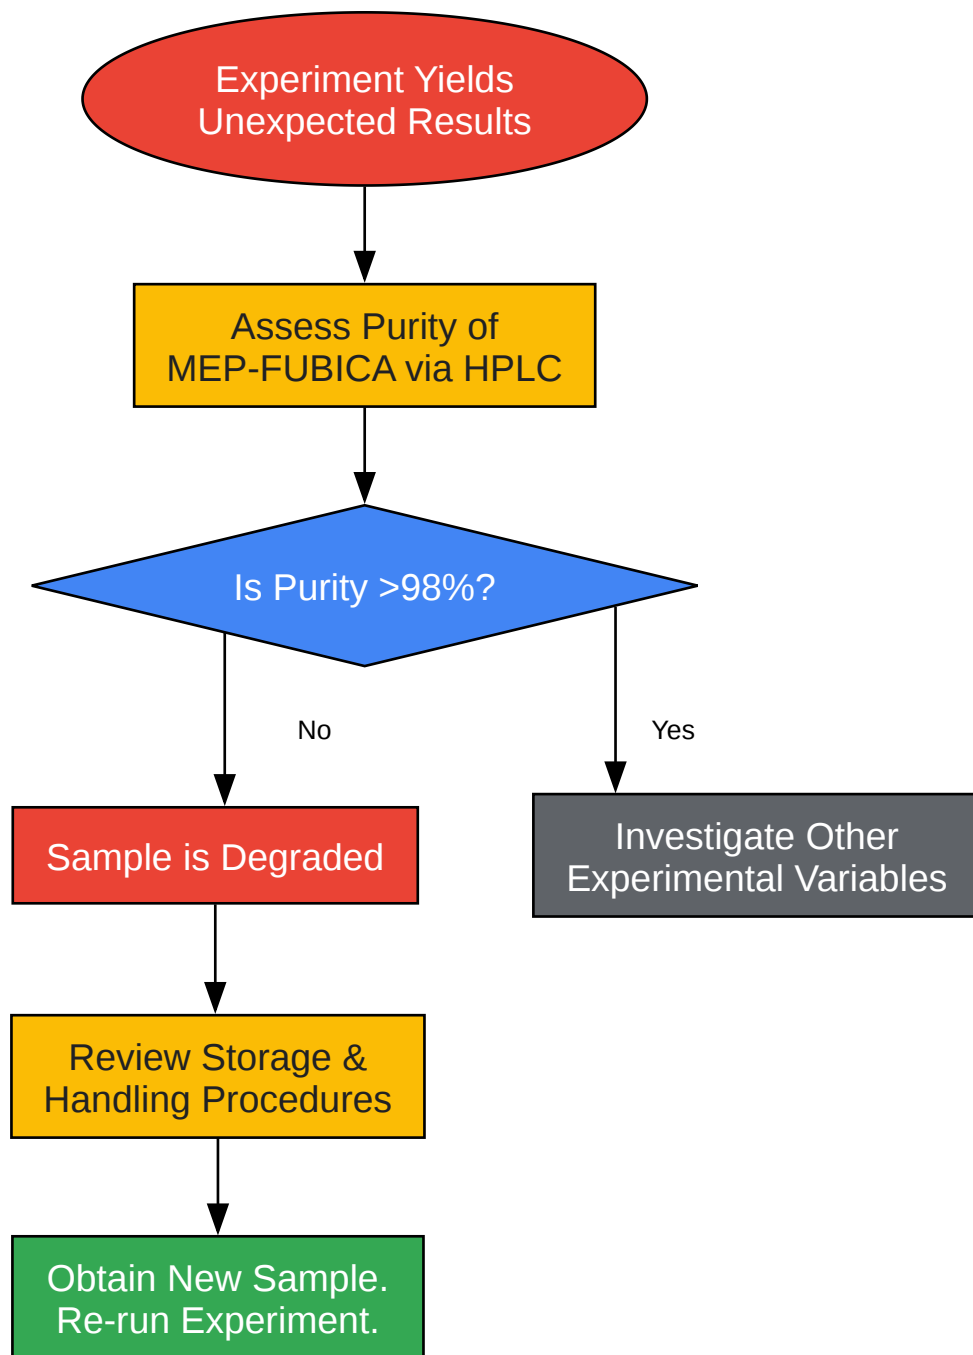 Experiment Yields
Unexpected Results
Assess Purity of
MEP-FUBICA via HPLC
Is Purity >98%?
No
Yes
Sample is Degraded
Investigate Other
Experimental Variables
Review Storage &
Handling Procedures
Obtain New Sample.
Re-run Experiment.